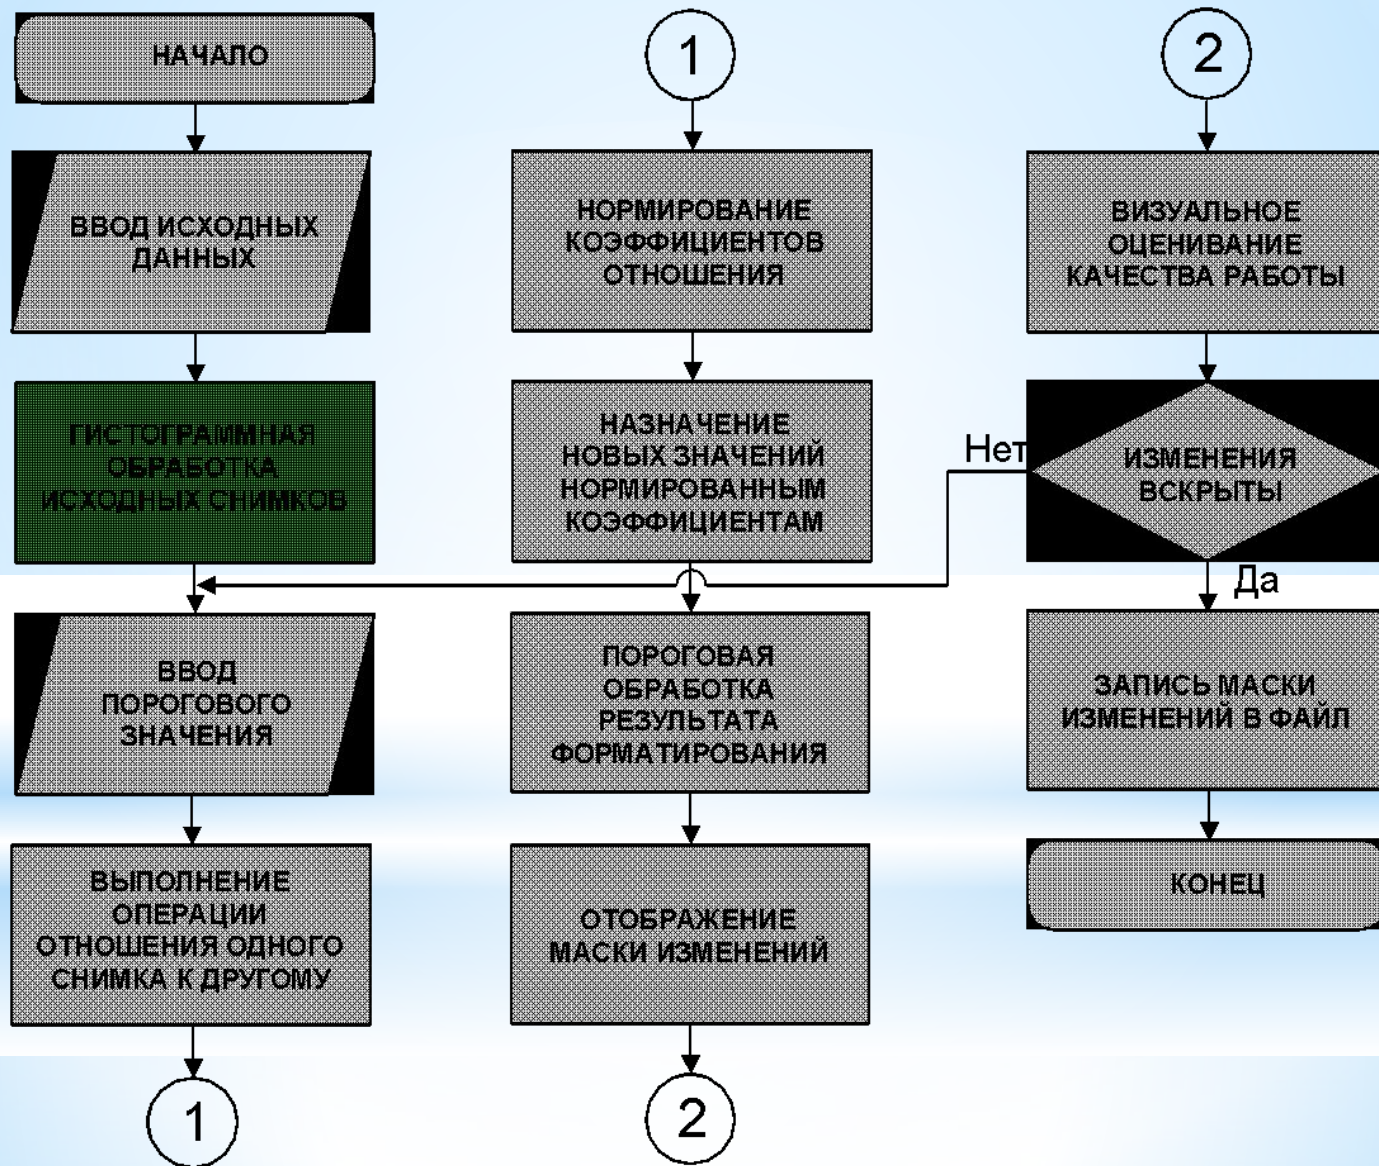 НАЧАЛО
ВВОД ИСХОДНЫХ
ДАННЫХ
ГИСТОГРАММНАЯ
ОБРАБОТКА
ИСХОДНЫХ СНИМКОВ
ВВОД
ПОРОГОВОГО
ЗНАЧЕНИЯ
ВЫПОЛНЕНИЕ
ОПЕРАЦИИ
ОТНОШЕНИЯ ОДНОГО
СНИМКА К ДРУГОМУ
1
1
НОРМИРОВАНИЕ
КОЭФФИЦИЕНТОВ
ОТНОШЕНИЯ
НАЗНАЧЕНИЕ
НОВЫХ ЗНАЧЕНИЙ
НОРМИРОВАННЫМ
КОЭФФИЦИЕНТАМ
ПОРОГОВАЯ
ОБРАБОТКА
РЕЗУЛЬТАТА
ФОРМАТИРОВАНИЯ
ОТОБРАЖЕНИЕ
МАСКИ ИЗМЕНЕНИЙ
2
2
ВИЗУАЛЬНОЕ
ОЦЕНИВАНИЕ
КАЧЕСТВА РАБОТЫ
Нет
ИЗМЕНЕНИЯ
ВСКРЫТЫ
Да
ЗАПИСЬ МАСКИ
ИЗМЕНЕНИЙ В ФАЙЛ
КОНЕЦ